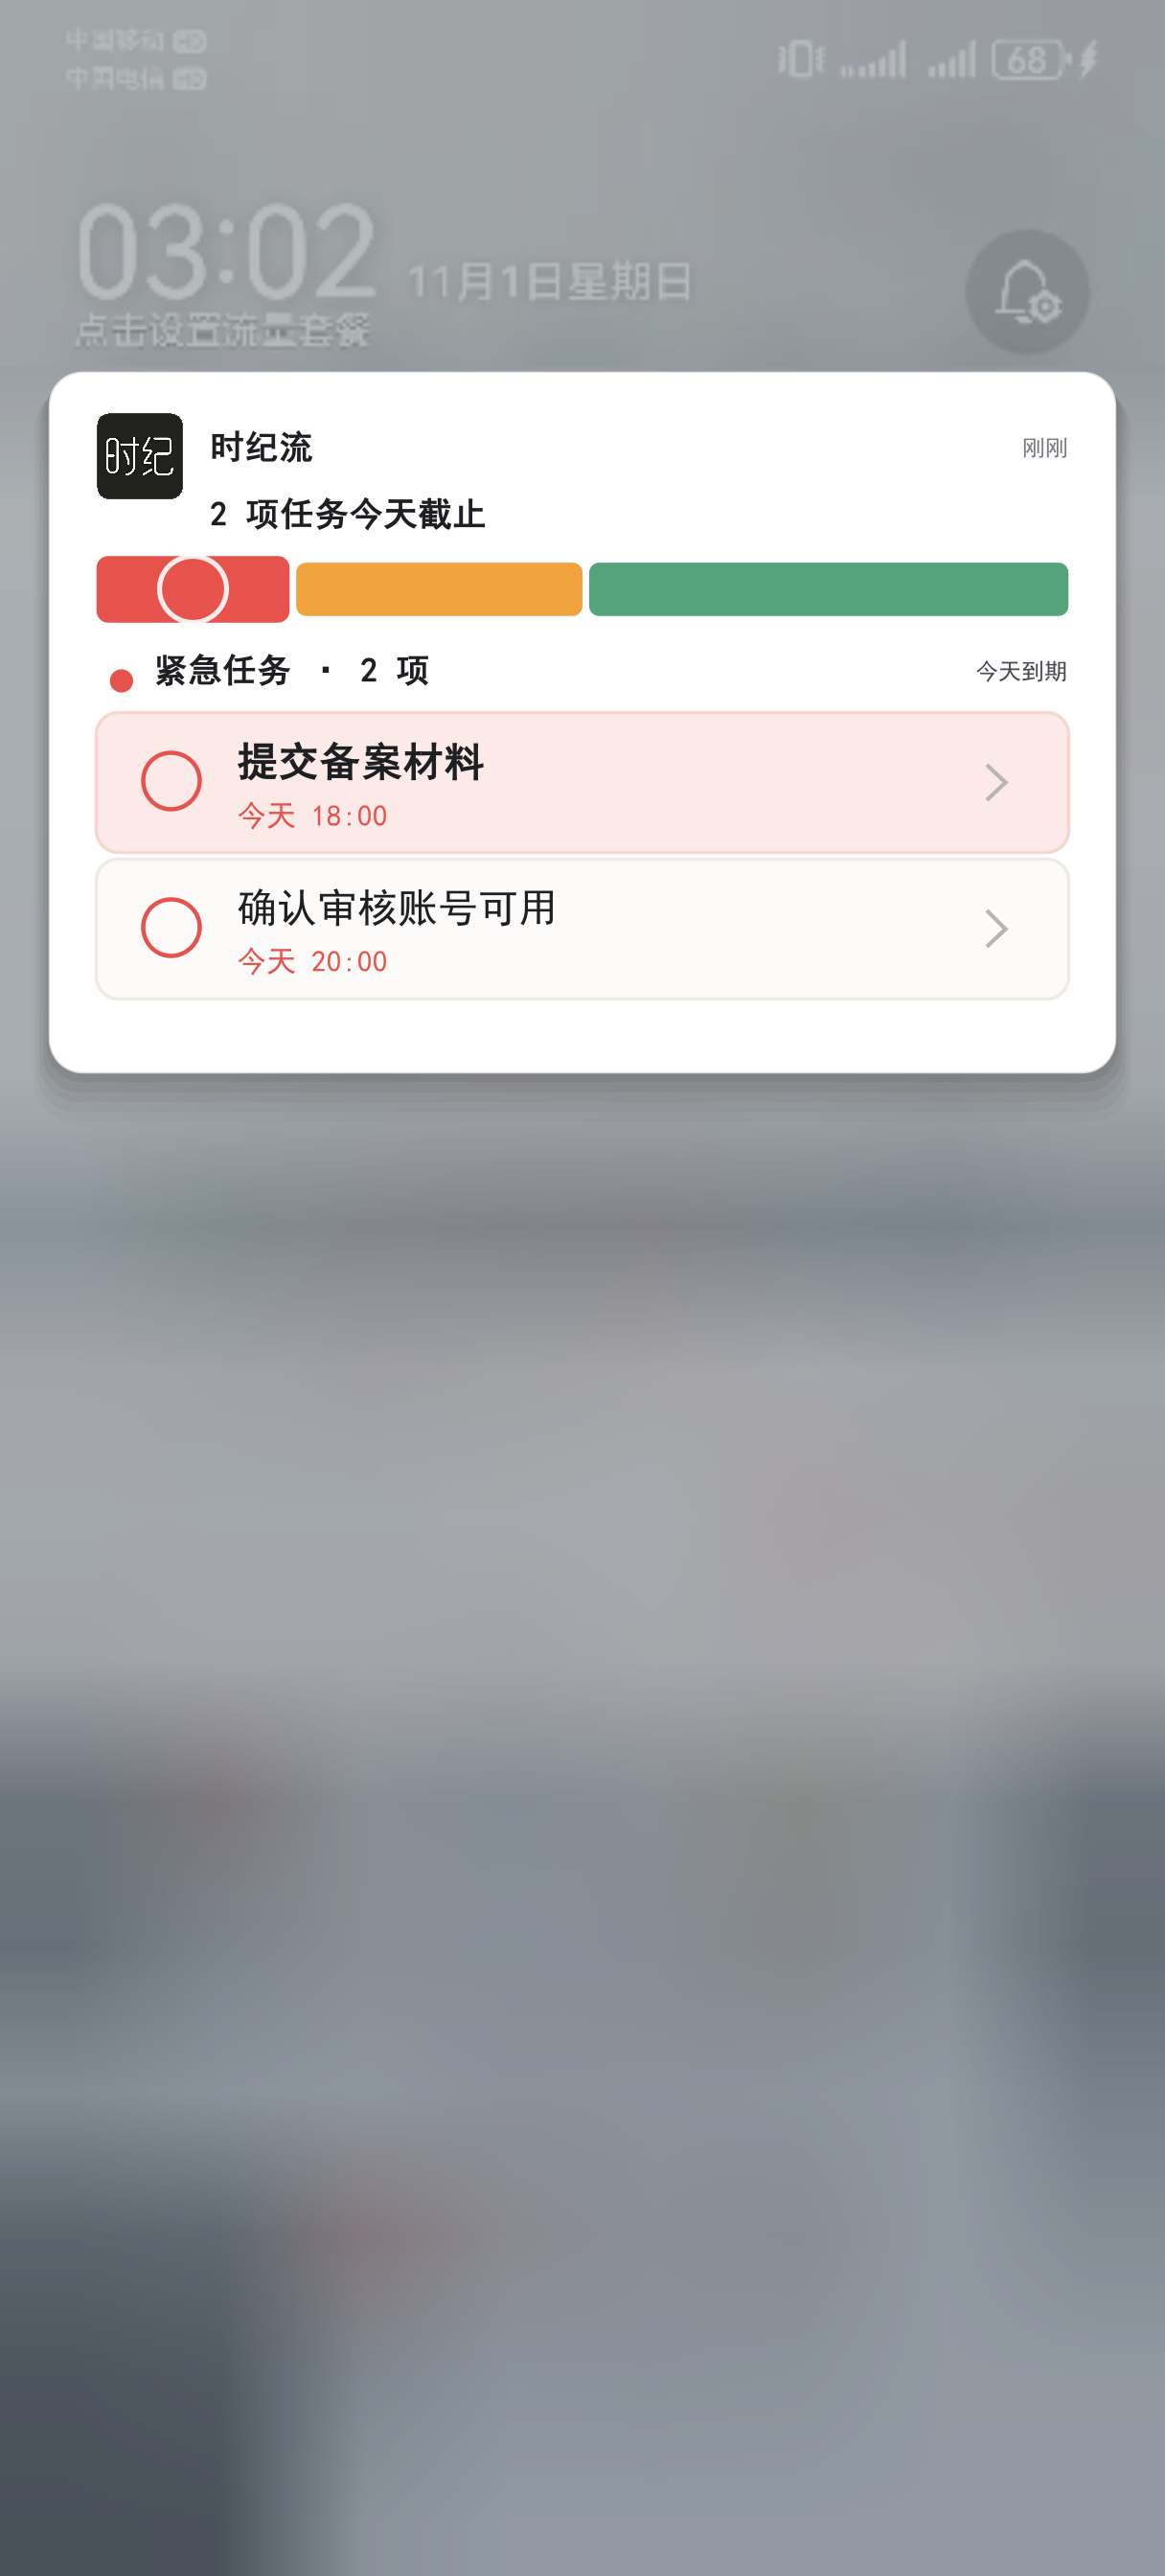 中国移动 HD
中国电信 HD
68
03:02 11月1日星期日
点击设置流量套餐
时纪
时纪流
刚刚
2 项任务今天截止
紧急任务 · 2 项
今天到期
提交备案材料
今天 18:00
确认审核账号可用
今天 20:00